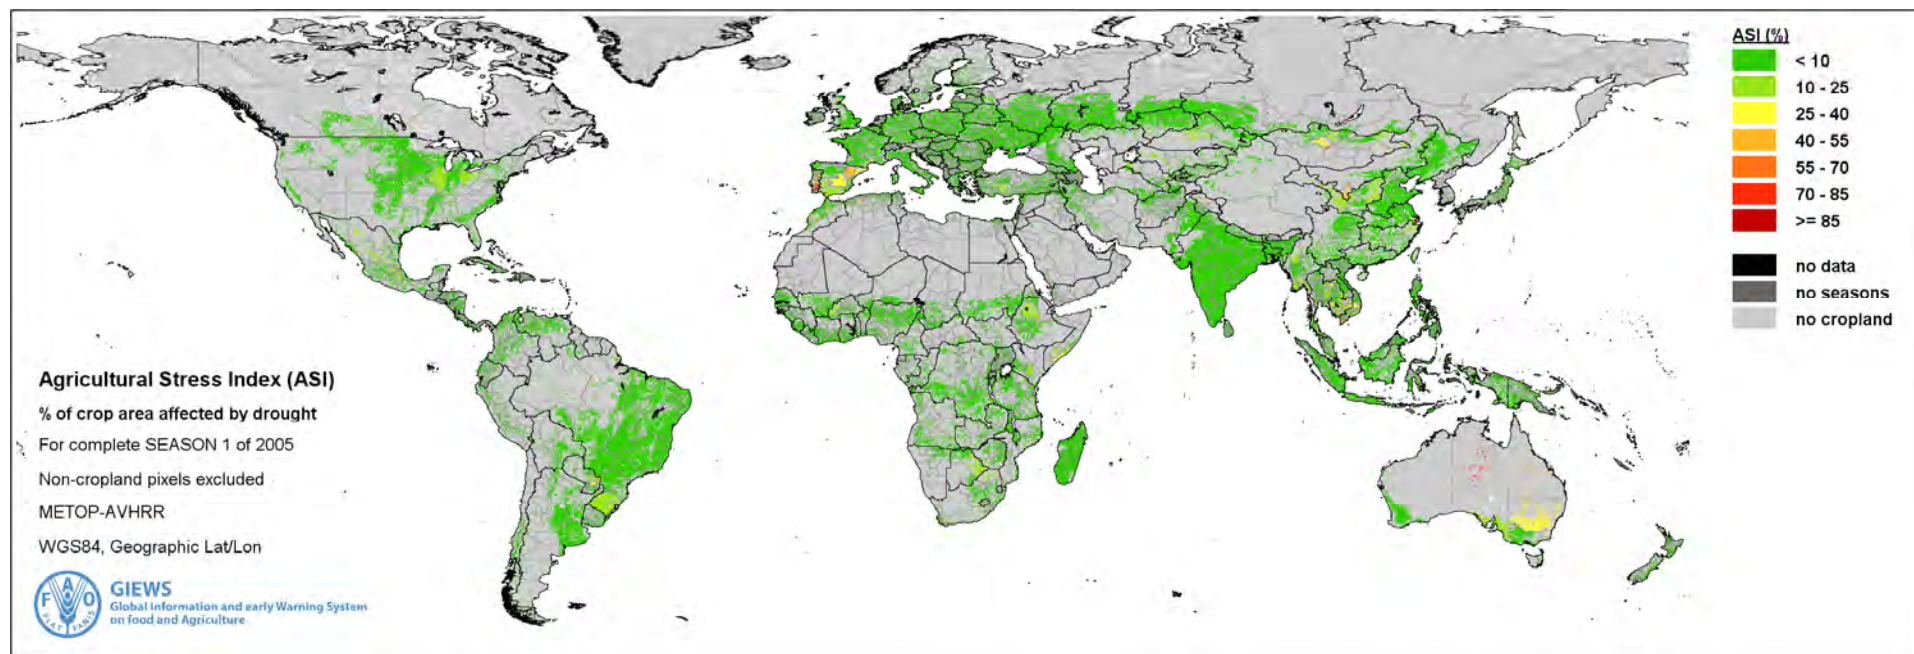 Agricultural Stress Index (ASI)
% of crop area affected by drought
For complete SEASON 1 of 2005
Non-cropland pixels excluded
METOP-AVHRR
WGS84, Geographic Lat/Lon
F A O
FIAT PANIS
GIEWS
Global Information and early Warning System
on food and Agriculture
ASI (%)
< 10
10 - 25
25 - 40
40 - 55
55 - 70
70 - 85
>= 85
no data
no seasons
no cropland